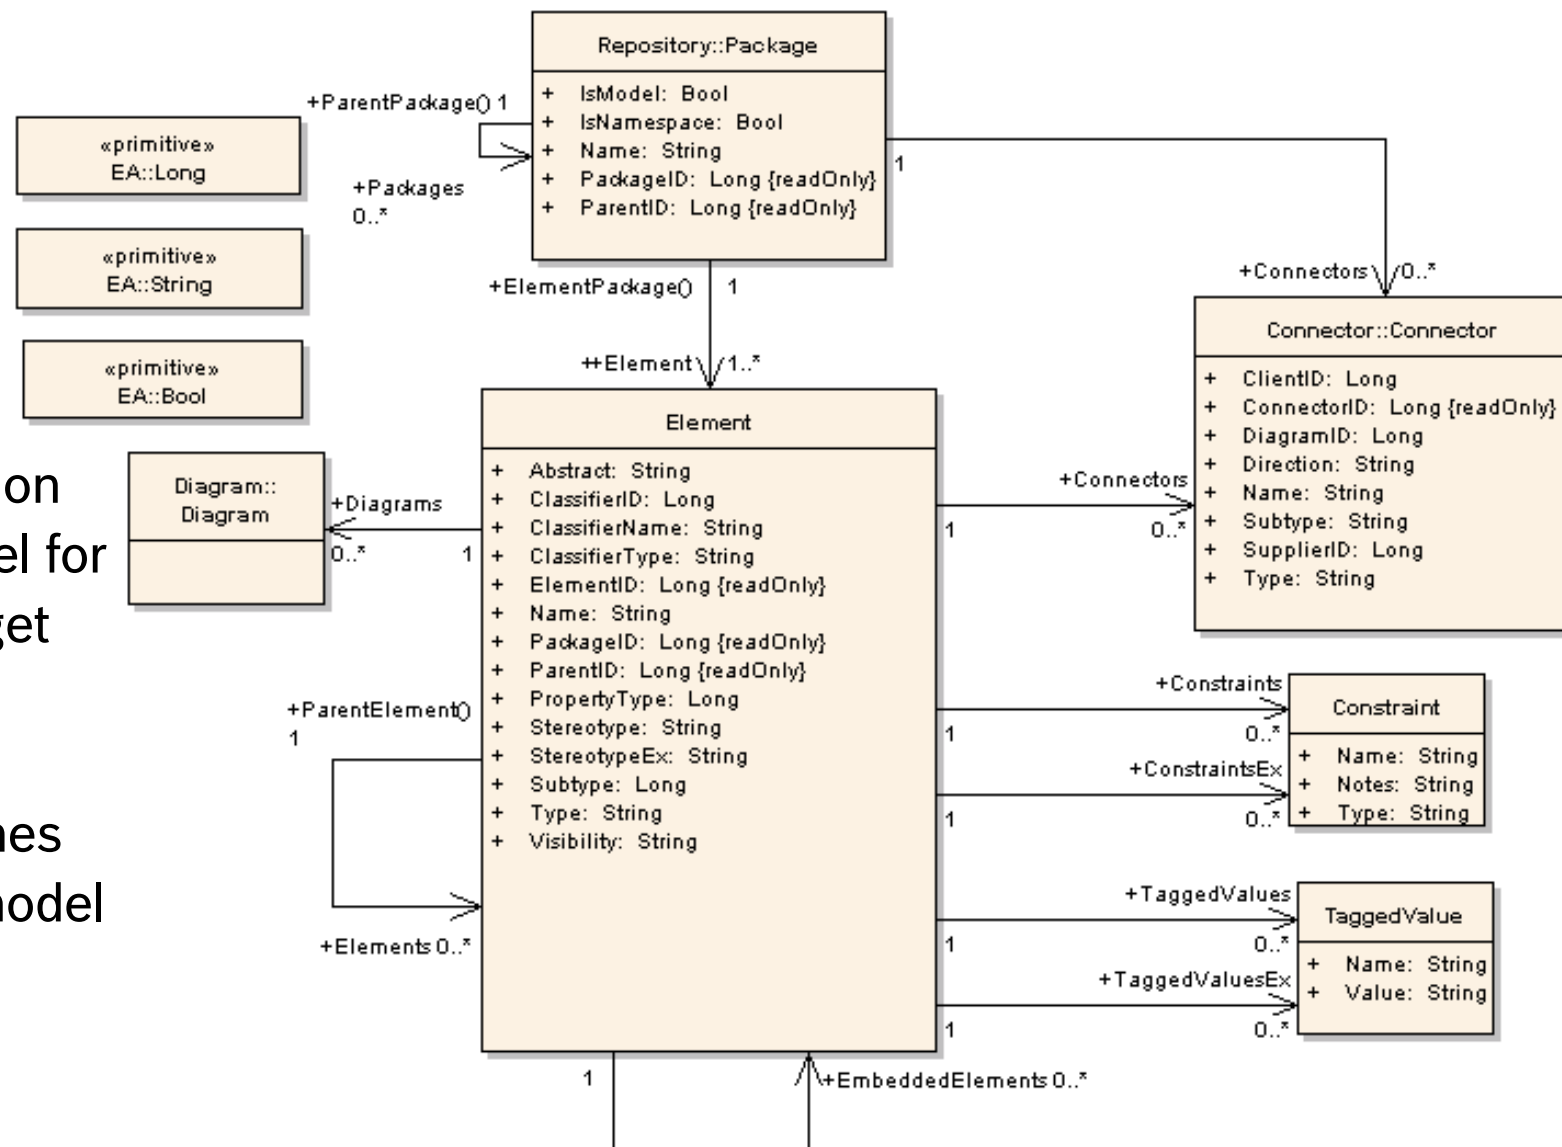 Repository::Package
+ IsModel: Bool
+ IsNamespace: Bool
+ Name: String
+ PackageID: Long {readOnly}
+ ParentID: Long {readOnly}
+ParentPackage() 1
+Packages
0..*
«primitive»
EA::Long
«primitive»
EA::String
«primitive»
EA::Bool
1
+Connectors 0..*
+ElementPackage() 1
++Element 1..*
Connector::Connector
+ ClientID: Long
+ ConnectorID: Long {readOnly}
+ DiagramID: Long
+ Direction: String
+ Name: String
+ Subtype: String
+ SupplierID: Long
+ Type: String
Element
+ Abstract: String
+ ClassifierID: Long
+ ClassifierName: String
+ ClassifierType: String
+ ElementID: Long {readOnly}
+ Name: String
+ PackageID: Long {readOnly}
+ ParentID: Long {readOnly}
+ PropertyType: Long
+ Stereotype: String
+ StereotypeEx: String
+ Subtype: Long
+ Type: String
+ Visibility: String
Diagram::
Diagram
+Diagrams
0..* 1
on
el for
get
nes
nodel
+ParentElement()
1
+Elements 0..*
+Connectors
1 0..*
+Constraints
1 0..*
+ConstraintsEx
1 0..*
Constraint
+ Name: String
+ Notes: String
+ Type: String
+TaggedValues
1 0..*
+TaggedValuesEx
1 0..*
TaggedValue
+ Name: String
+ Value: String
1
+EmbeddedElements 0..*